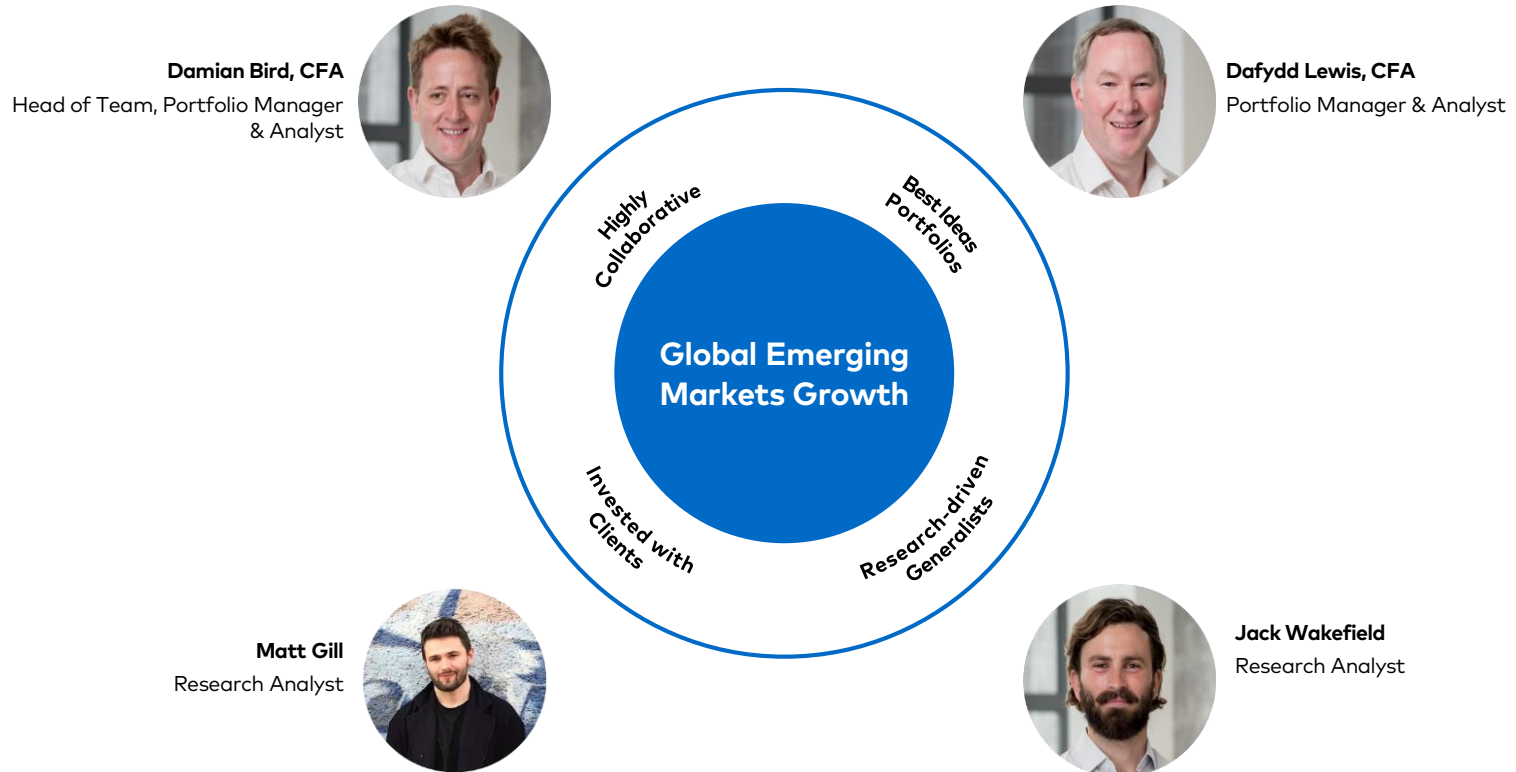 Damian Bird, CFA
Head of Team, Portfolio Manager
& Analyst
Dafydd Lewis, CFA
Portfolio Manager & Analyst
Highly
Collaborative
Best Ideas
Portfolios
Global Emerging
Markets Growth
Invested with
Clients
Research-driven
Generalists
Matt Gill
Research Analyst
Jack Wakefield
Research Analyst